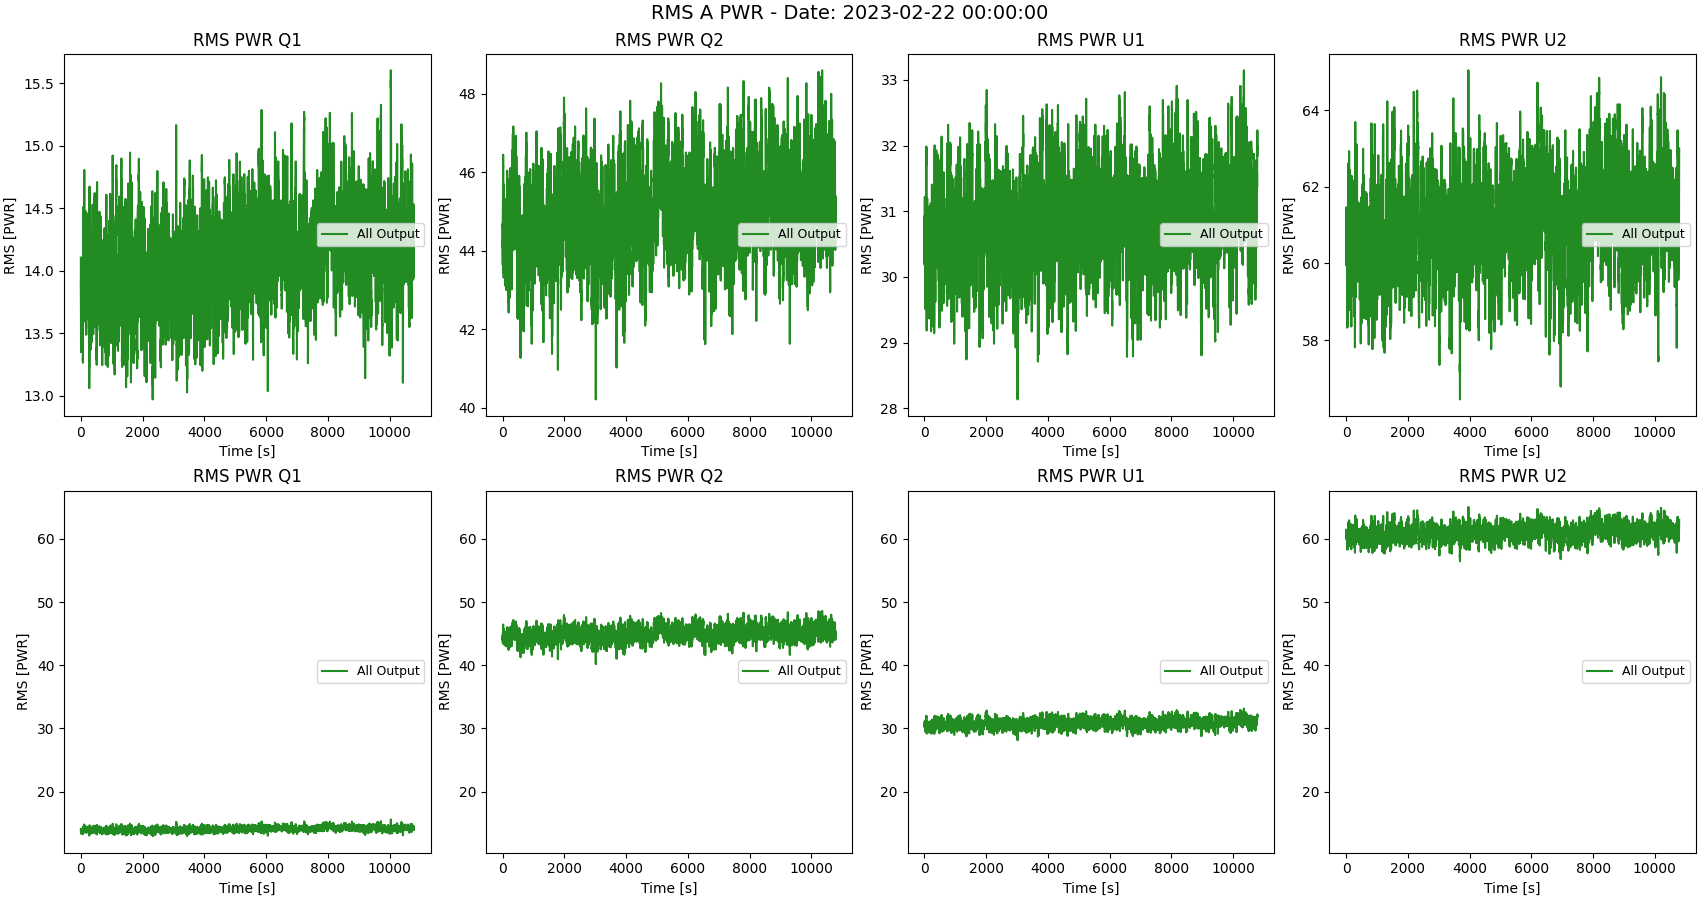 RMS A PWR - Date: 2023-02-22 00:00:00
RMS PWR Q1
RMS PWR Q2
RMS PWR U1
RMS PWR U2
RMS [PWR]
15.5
15.0
14.5
14.0
13.5
13.0
All Output
0 2000 4000 6000 8000 10000
Time [s]
RMS [PWR]
48
46
44
42
40
All Output
0 2000 4000 6000 8000 10000
Time [s]
RMS [PWR]
33
32
31
30
29
28
All Output
0 2000 4000 6000 8000 10000
Time [s]
RMS [PWR]
64
62
60
58
All Output
0 2000 4000 6000 8000 10000
Time [s]
RMS PWR Q1
RMS PWR Q2
RMS PWR U1
RMS PWR U2
RMS [PWR]
60
50
40
30
20
All Output
0 2000 4000 6000 8000 10000
Time [s]
RMS [PWR]
60
50
40
30
20
All Output
0 2000 4000 6000 8000 10000
Time [s]
RMS [PWR]
60
50
40
30
20
All Output
0 2000 4000 6000 8000 10000
Time [s]
RMS [PWR]
60
50
40
30
20
All Output
0 2000 4000 6000 8000 10000
Time [s]